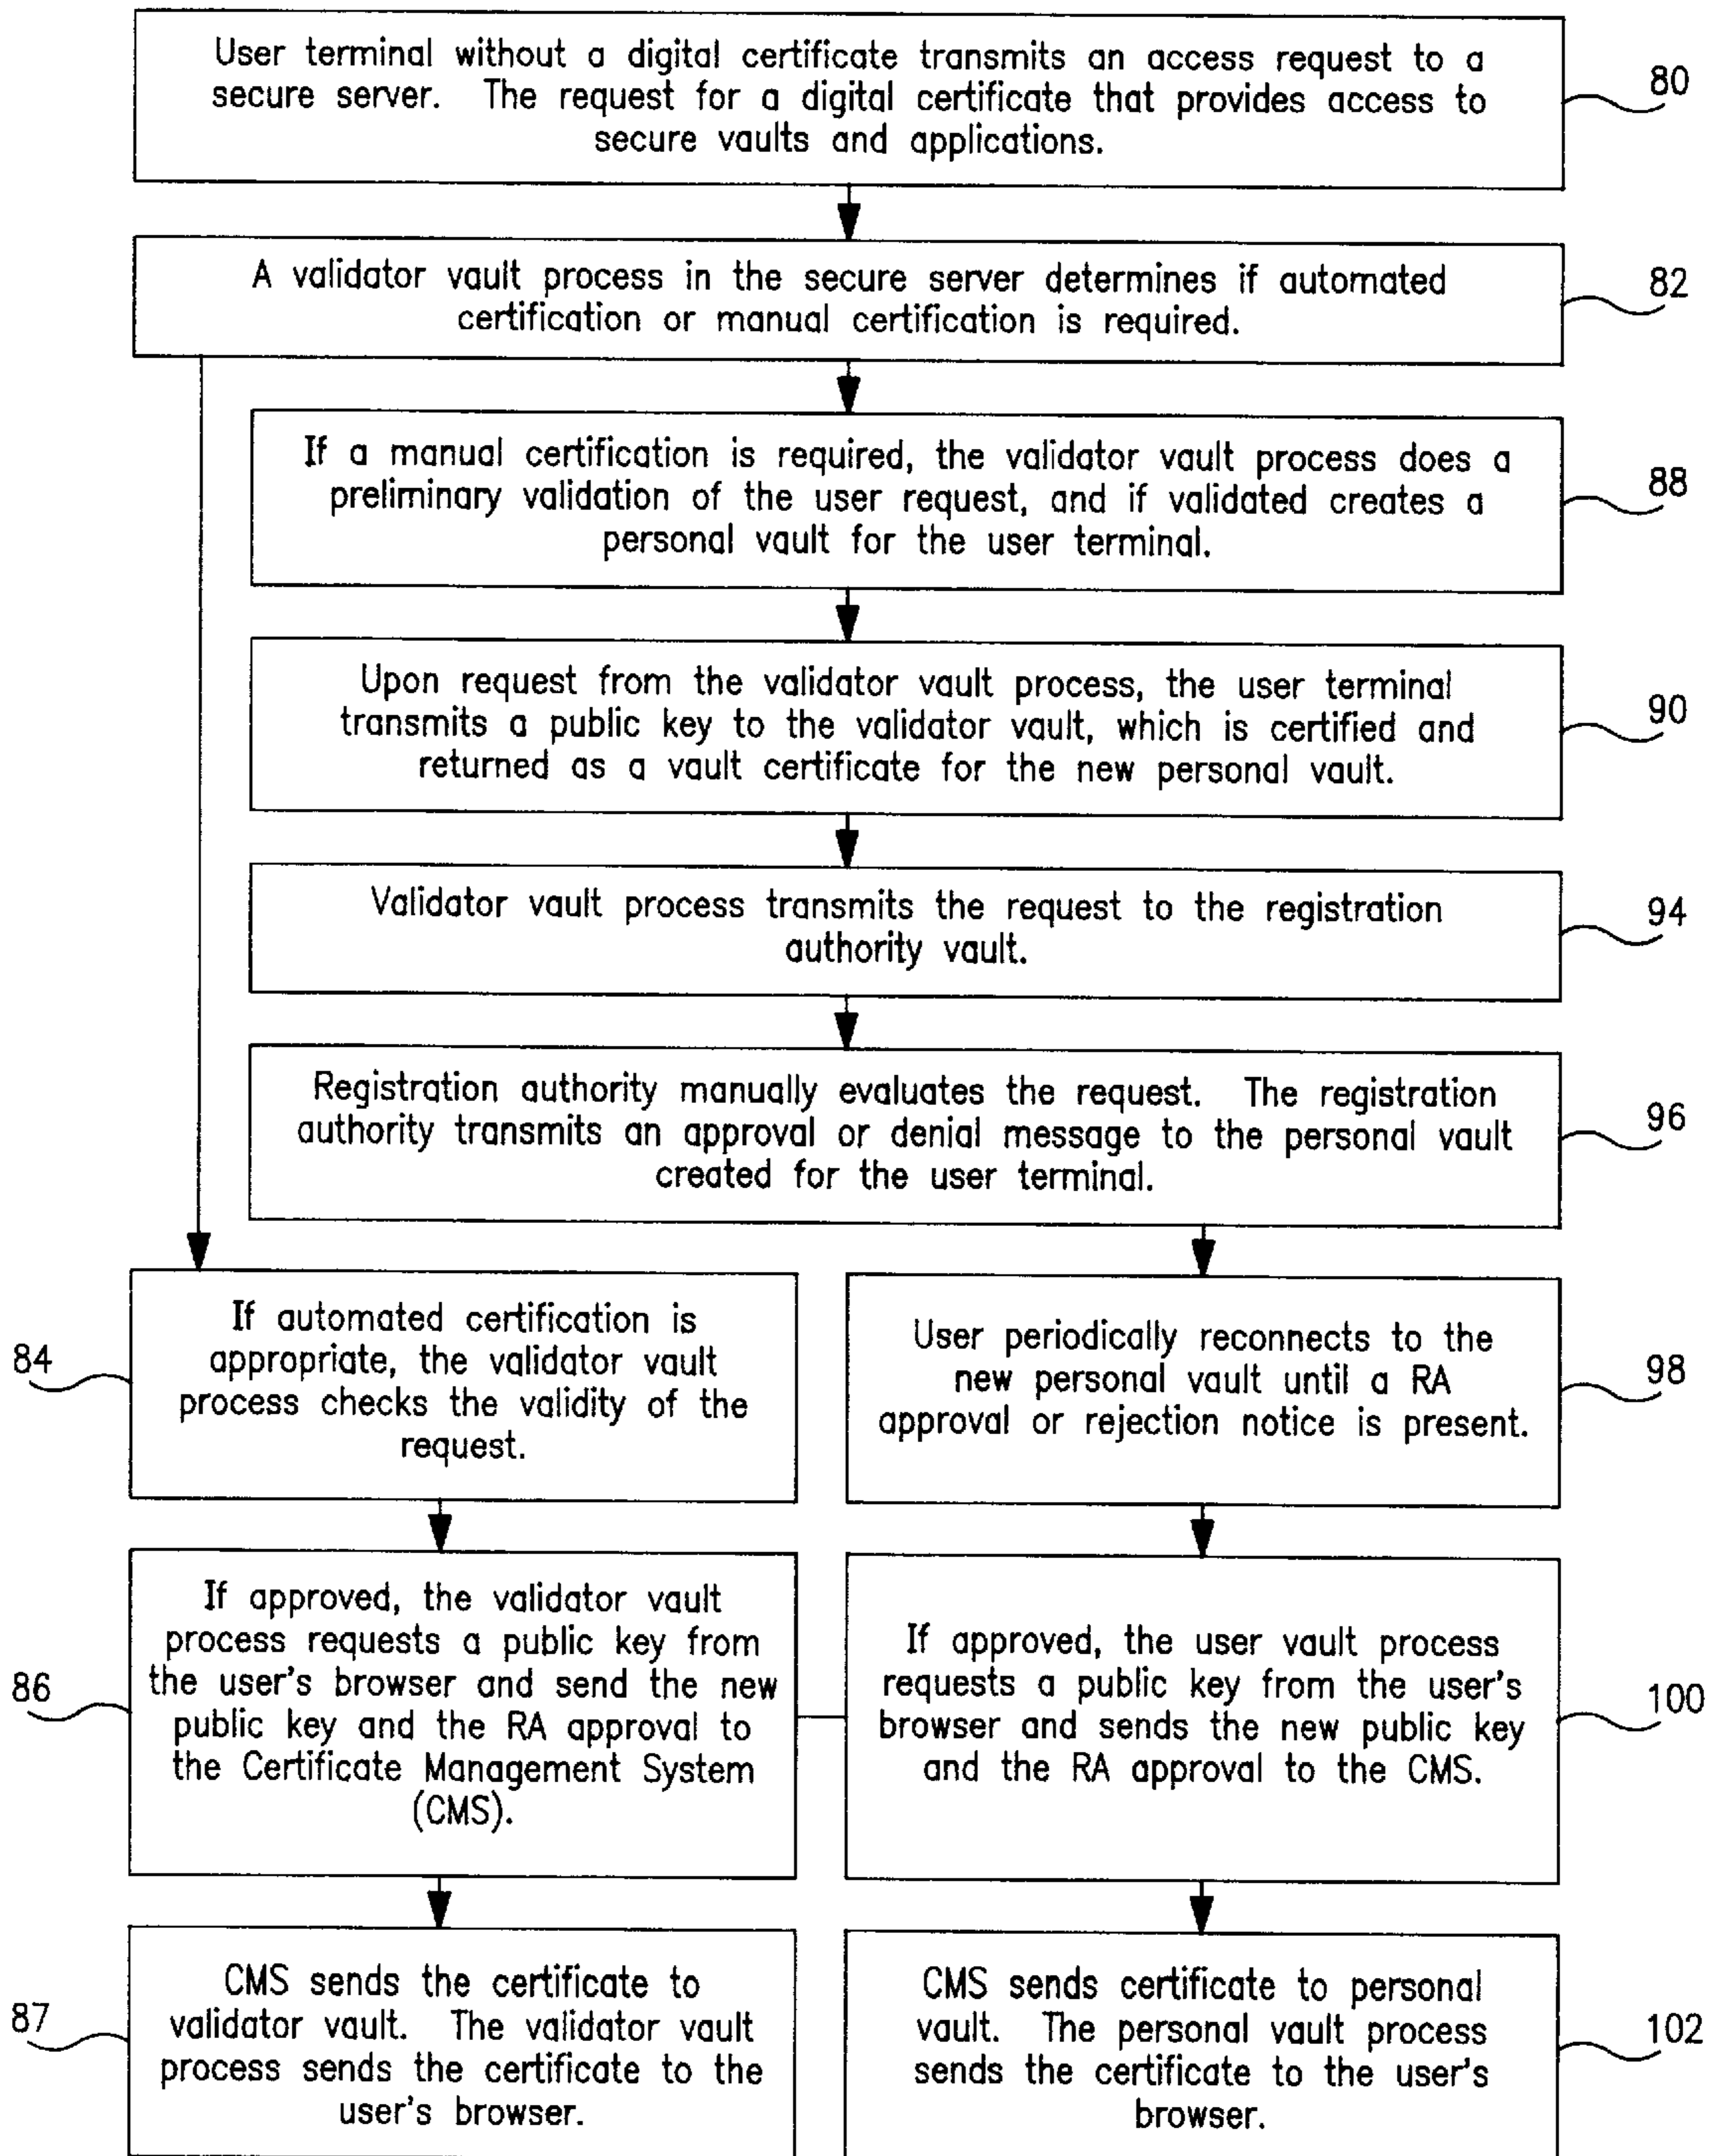 User terminal without a digital certificate transmits an access request to a
secure server. The request for a digital certificate that provides access to
secure vaults and applications.
80
A validator vault process in the secure server determines if automated
certification or manual certification is required.
82
If a manual certification is required, the validator vault process does a
preliminary validation of the user request, and if validated creates a
personal vault for the user terminal.
88
Upon request from the validator vault process, the user terminal
transmits a public key to the validator vault, which is certified and
returned as a vault certificate for the new personal vault.
90
Validator vault process transmits the request to the registration
authority vault.
94
Registration authority manually evaluates the request. The registration
authority transmits an approval or denial message to the personal vault
created for the user terminal.
96
84
If automated certification is
appropriate, the validator vault
process checks the validity of the
request.
User periodically reconnects to the
new personal vault until a RA
approval or rejection notice is present.
98
86
If approved, the validator vault
process requests a public key from
the user's browser and send the new
public key and the RA approval to
the Certificate Management System
(CMS).
If approved, the user vault process
requests a public key from the user's
browser and sends the new public key
and the RA approval to the CMS.
100
87
CMS sends the certificate to
validator vault. The validator vault
process sends the certificate to the
user's browser.
CMS sends certificate to personal
vault. The personal vault process
sends the certificate to the user's
browser.
102